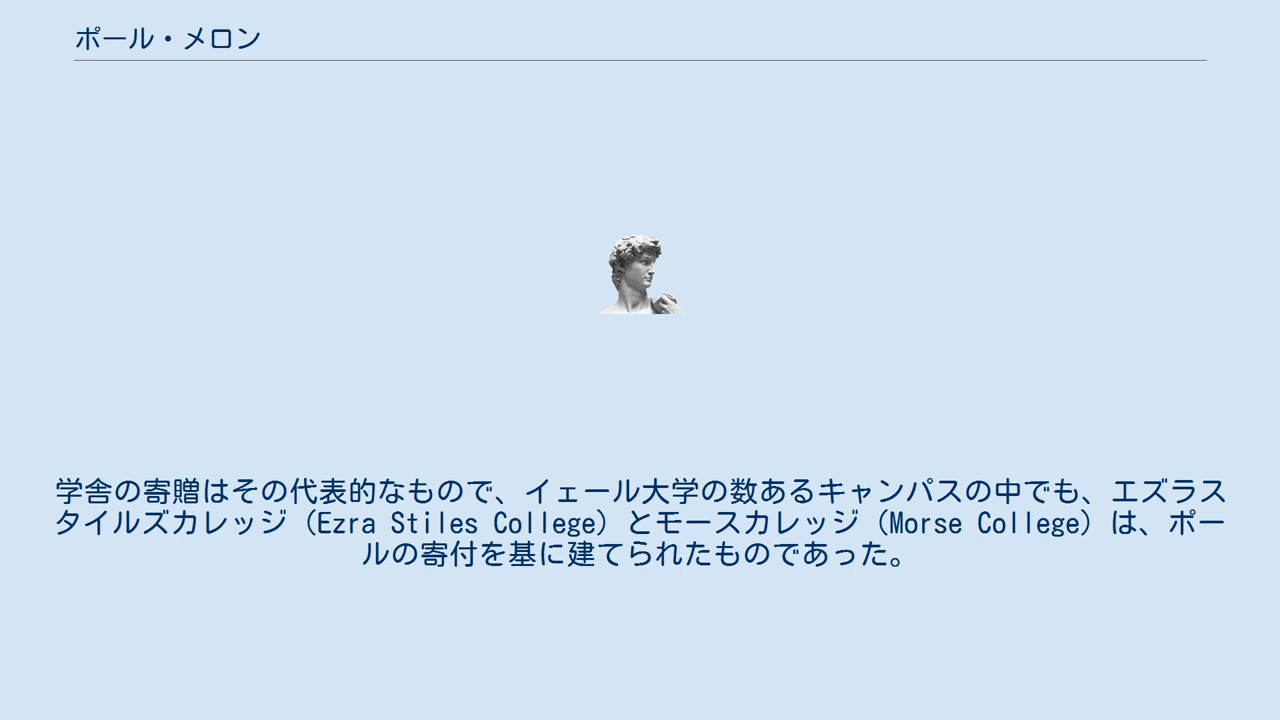 ポール・メロン
学舎の寄贈はその代表的なもので、イェール大学の数あるキャンパスの中でも、エズラス
タイルズカレッジ（Ezra Stiles College）とモースカレッジ（Morse College）は、ポー
ルの寄付を基に建てられたものであった。